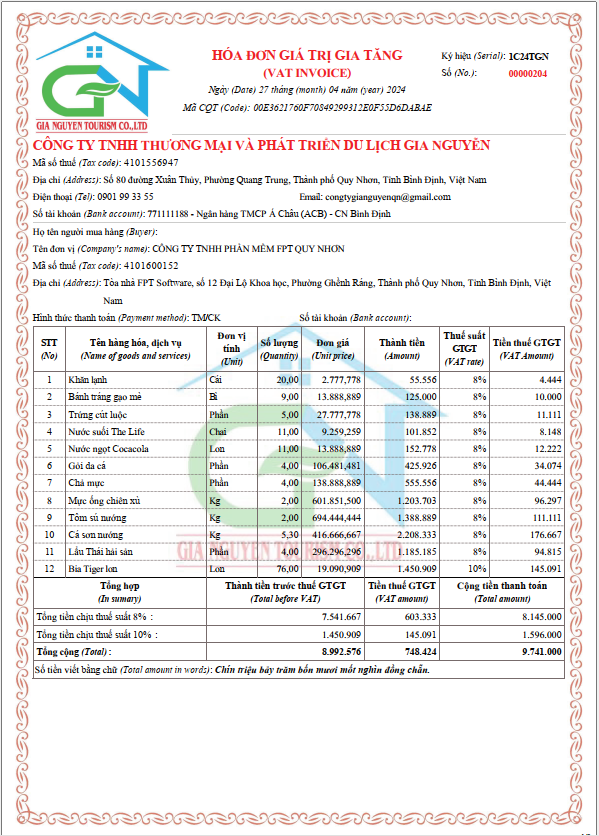 GN
GIA NGUYEN TOURISM CO.,LTD
HÓA ĐƠN GIÁ TRỊ GIA TĂNG
(VAT INVOICE)
Ngày (Date) 27 tháng (month) 04 năm (year) 2024
Mã CQT (Code): 00E3621760F70849299312E0F55D6DABAE
Ký hiệu (Serial): 1C24TGN
Số (No.): 00000204
CÔNG TY TNHH THƯƠNG MẠI VÀ PHÁT TRIỂN DU LỊCH GIA NGUYỄN
Mã số thuế (Tax code): 4101556947
Địa chỉ (Address): Số 80 đường Xuân Thủy, Phường Quang Trung, Thành phố Quy Nhơn, Tỉnh Bình Định, Việt Nam
Điện thoại (Tel): 0901 99 33 55 Email: congtygianguyenqn@gmail.com
Số tài khoản (Bank account): 771111188 - Ngân hàng TMCP Á Châu (ACB) - CN Bình Định
Họ tên người mua hàng (Buyer):
Tên đơn vị (Company's name): CÔNG TY TNHH PHẦN MỀM FPT QUY NHƠN
Mã số thuế (Tax code): 4101600152
Địa chỉ (Address): Tòa nhà FPT Software, số 12 Đại Lộ Khoa học, Phường Ghềnh Ráng, Thành phố Quy Nhơn, Tỉnh Bình Định, Việt
Nam
Hình thức thanh toán (Payment method): TM/CK Số tài khoản (Bank account):
STT (No) Tên hàng hóa, dịch vụ (Name of goods and services) Đơn vị tính (Unit) Số lượng (Quantity) Đơn giá (Unit price) Thành tiền (Amount) Thuế suất GTGT (VAT rate) Tiền thuế GTGT (VAT Amount)
1 Khăn lạnh Cái 20,00 2.777,778 55.556 8% 4.444
2 Bánh tráng gạo mè Bì 9,00 13.888,889 125.000 8% 10.000
3 Trứng cút luộc Phần 5,00 27.777,778 138.889 8% 11.111
4 Nước suối The Life Chai 11,00 9.259,259 101.852 8% 8.148
5 Nước ngọt Cocacola Lon 11,00 13.888,889 152.778 8% 12.222
6 Gỏi da cá Phần 4,00 106.481,481 425.926 8% 34.074
7 Chả mực Phần 4,00 138.888,889 555.556 8% 44.444
8 Mực ống chiên xù Kg 2,00 601.851,500 1.203.703 8% 96.297
9 Tôm sú nướng Kg 2,00 694.444,444 1.388.889 8% 111.111
10 Cá sơn nướng Kg 5,30 416.666,667 2.208.333 8% 176.667
11 Lẩu Thái hải sản Phần 4,00 296.296,296 1.185.185 8% 94.815
12 Bia Tiger lon Lon 76,00 19.090,909 1.450.909 10% 145.091
GIA NGUYEN TOURISM CO.,LTD
Tổng hợp (In sumary) Thành tiền trước thuế GTGT (Total before VAT) Tiền thuế GTGT (VAT amount) Cộng tiền thanh toán (Total amount)
Tổng tiền chịu thuế suất 8% : 7.541.667 603.333 8.145.000
Tổng tiền chịu thuế suất 10% : 1.450.909 145.091 1.596.000
Tổng cộng (Total) : 8.992.576 748.424 9.741.000
Số tiền viết bằng chữ (Total amount in words): Chín triệu bảy trăm bốn mươi mốt nghìn đồng chẵn.